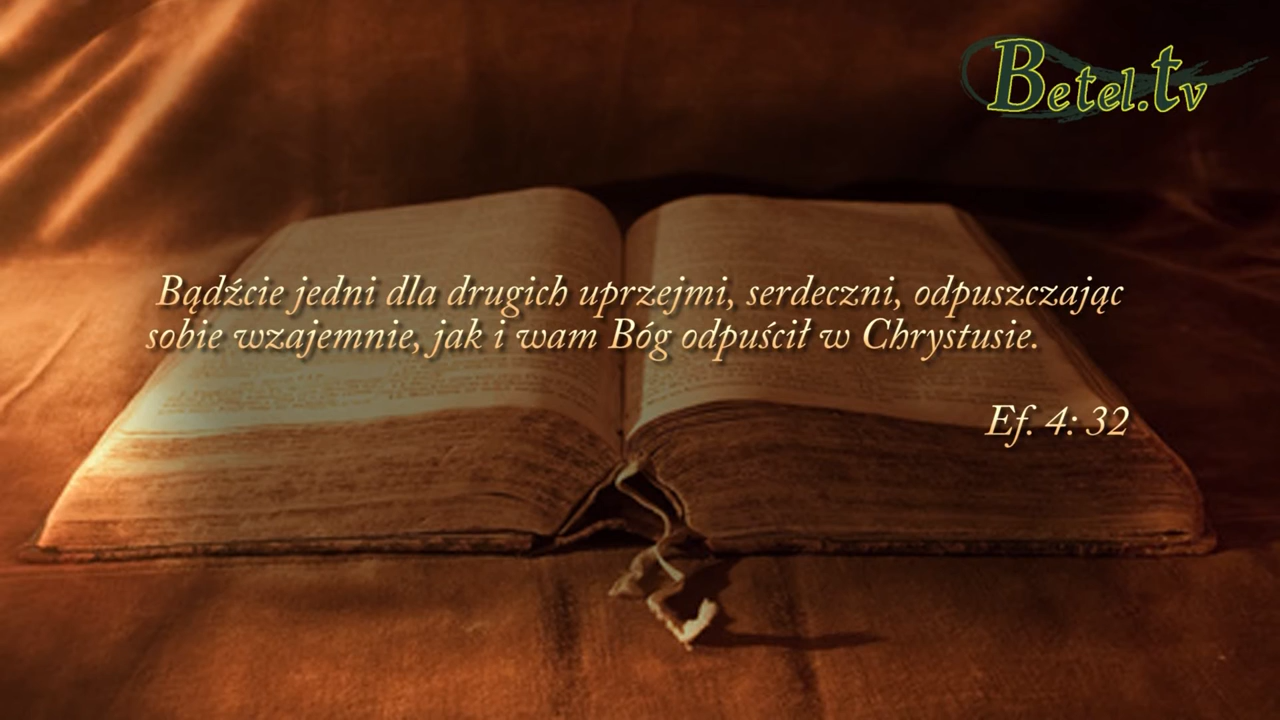 Betel.tv
Bądźcie jedni dla drugich uprzejmi, serdeczni, odpuszczając
sobie wzajemnie, jak i wam Bóg odpuścił w Chrystusie.
Ef. 4: 32